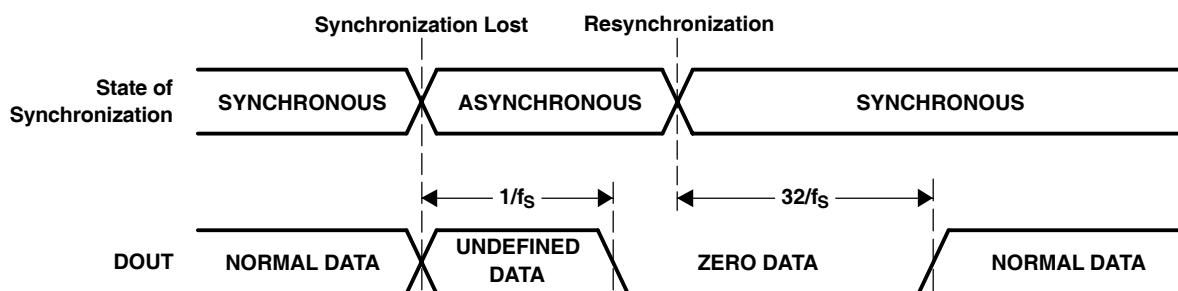 Synchronization Lost
Resynchronization
State of
Synchronization
SYNCHRONOUS
ASYNCHRONOUS
SYNCHRONOUS
1/fS
32/fS
DOUT
NORMAL DATA
UNDEFINED
DATA
ZERO DATA
NORMAL DATA